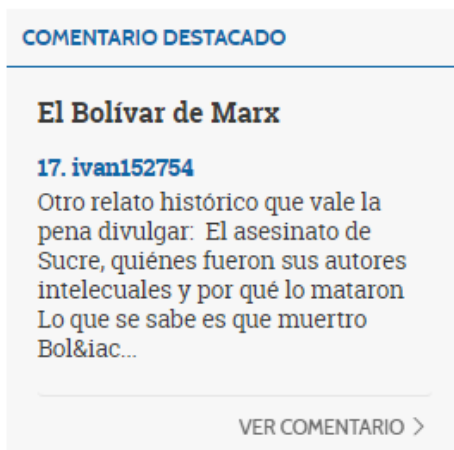 COMENTARIO DESTACADO
El Bolívar de Marx
17. ivan152754
Otro relato histórico que vale la
pena divulgar: El asesinato de
Sucre, quiénes fueron sus autores
intelecuales y por qué lo mataron
Lo que se sabe es que muertro
Bol&iac...
VER COMENTARIO >